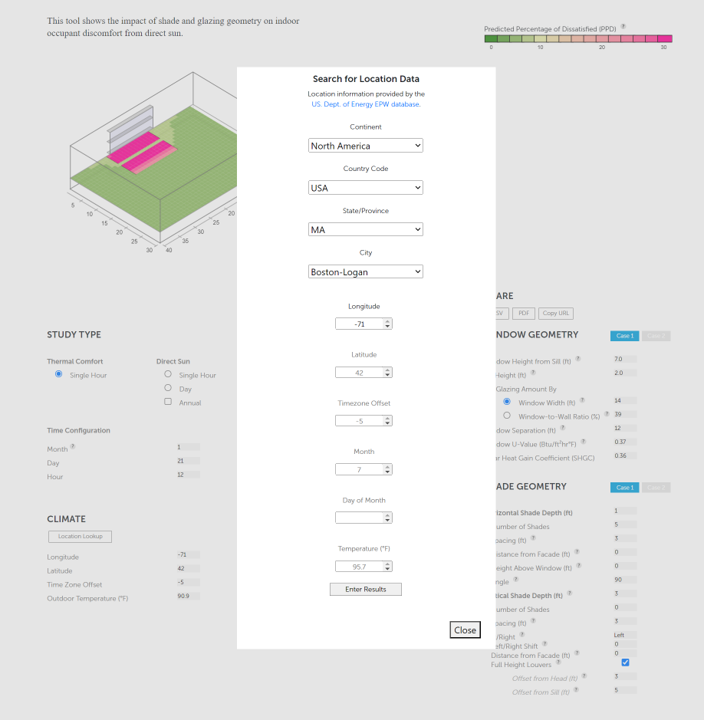 This tool shows the impact of shade and glazing geometry on indoor
occupant discomfort from direct sun.
Predicted Percentage of Dissatisfied (PPD) ?
0 10 20 30
5 10 15 20 25 30 40 35 30 25 20
Search for Location Data
Location information provided by the
US. Dept. of Energy EPW database.
Continent
North America
Country Code
USA
State/Province
MA
City
Boston-Logan
Longitude
-71
Latitude
42
Timezone Offset
-5
Month
7
Day of Month
Temperature (°F)
95.7
Enter Results
Close
STUDY TYPE
Thermal Comfort
Single Hour
Direct Sun
Single Hour
Day
Annual
Time Configuration
Month ? 1
Day 21
Hour 12
CLIMATE
Location Lookup
Longitude -71
Latitude 42
Time Zone Offset -5
Outdoor Temperature (°F) 90.9
ARE
SV PDF Copy URL
NDOW GEOMETRY Case 1 Case 2
dow Height from Sill (ft) ? 7.0
Height (ft) ? 2.0
Glazing Amount By
Window Width (ft) ? 14
Window-to-Wall Ratio (%) ? 39
dow Separation (ft) ? 12
dow U-Value (Btu/ft²hr°F) ? 0.37
r Heat Gain Coefficient (SHGC) 0.36
ADE GEOMETRY Case 1 Case 2
izontal Shade Depth (ft) 1
umber of Shades 5
pacing (ft) ? 3
istance from Facade (ft) ? 0
eight Above Window (ft) ? 0
ngle ? 90
tical Shade Depth (ft) ? 3
umber of Shades 0
pacing (ft) ? 3
/Right ? Left
eft/Right Shift ? 0
Distance from Facade (ft) ? 0
Full Height Louvers ?
Offset from Head (ft) ? 3
Offset from Sill (ft) ? 5